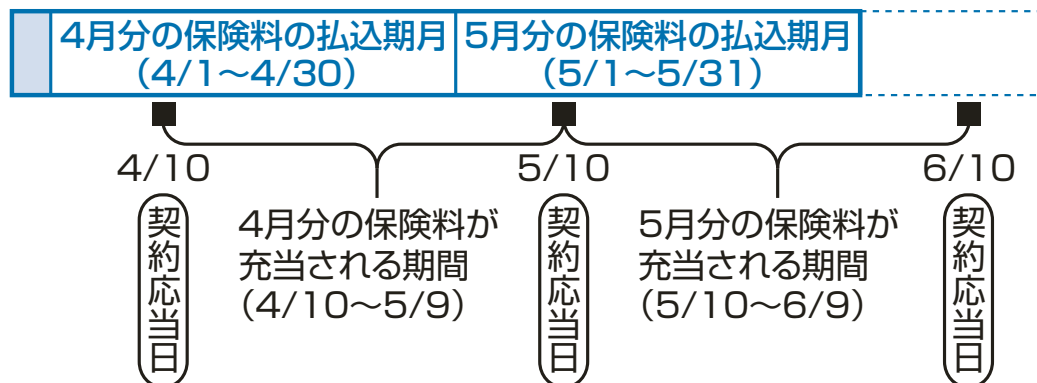 4月分の保険料の払込期月
(4/1〜4/30)
5月分の保険料の払込期月
(5/1〜5/31)
4/10
5/10
6/10
契約応当日
4月分の保険料が
充当される期間
(4/10〜5/9)
契約応当日
5月分の保険料が
充当される期間
(5/10〜6/9)
契約応当日